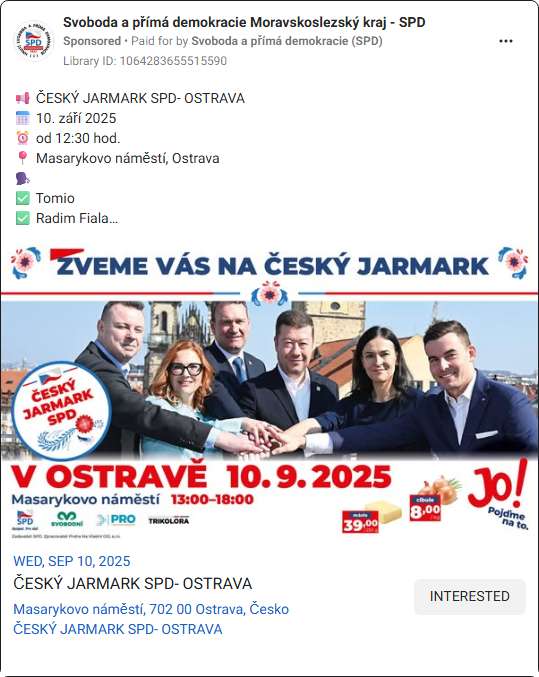 Svoboda a přímá demokracie Moravskoslezský kraj - SPD
Sponsored • Paid for by Svoboda a přímá demokracie (SPD)
Library ID: 1064283655515590
ČESKÝ JARMARK SPD- OSTRAVA
10. září 2025
od 12:30 hod.
Masarykovo náměstí, Ostrava
Tomio
Radim Fiala…
ZVEME VÁS NA ČESKÝ JARMARK
ČESKÝ
JARMARK
SPD
V OSTRAVĚ 10.9.2025
Masarykovo náměstí 13:00–18:00
SPD
SVOBODNÍ
PRO
TRIKOLORA
máslo
39,00
cibule
8,00
Jo!
Pojďme
na to.
WED, SEP 10, 2025
ČESKÝ JARMARK SPD- OSTRAVA
Masarykovo náměstí, 702 00 Ostrava, Česko
ČESKÝ JARMARK SPD- OSTRAVA
INTERESTED